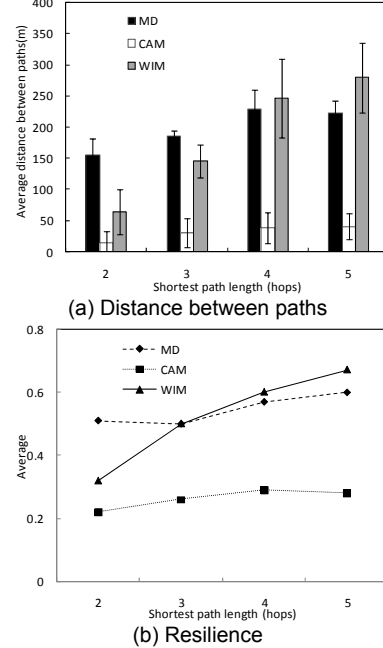 400
350
300
250
200
150
100
50
0
Average distance between paths(m)
MD
CAM
WIM
2 3 4 5
Shortest path length (hops)
(a) Distance between paths
0.8
0.6
0.4
0.2
0
Average
MD
CAM
WIM
2 3 4 5
Shortest path length (hops)
(b) Resilience